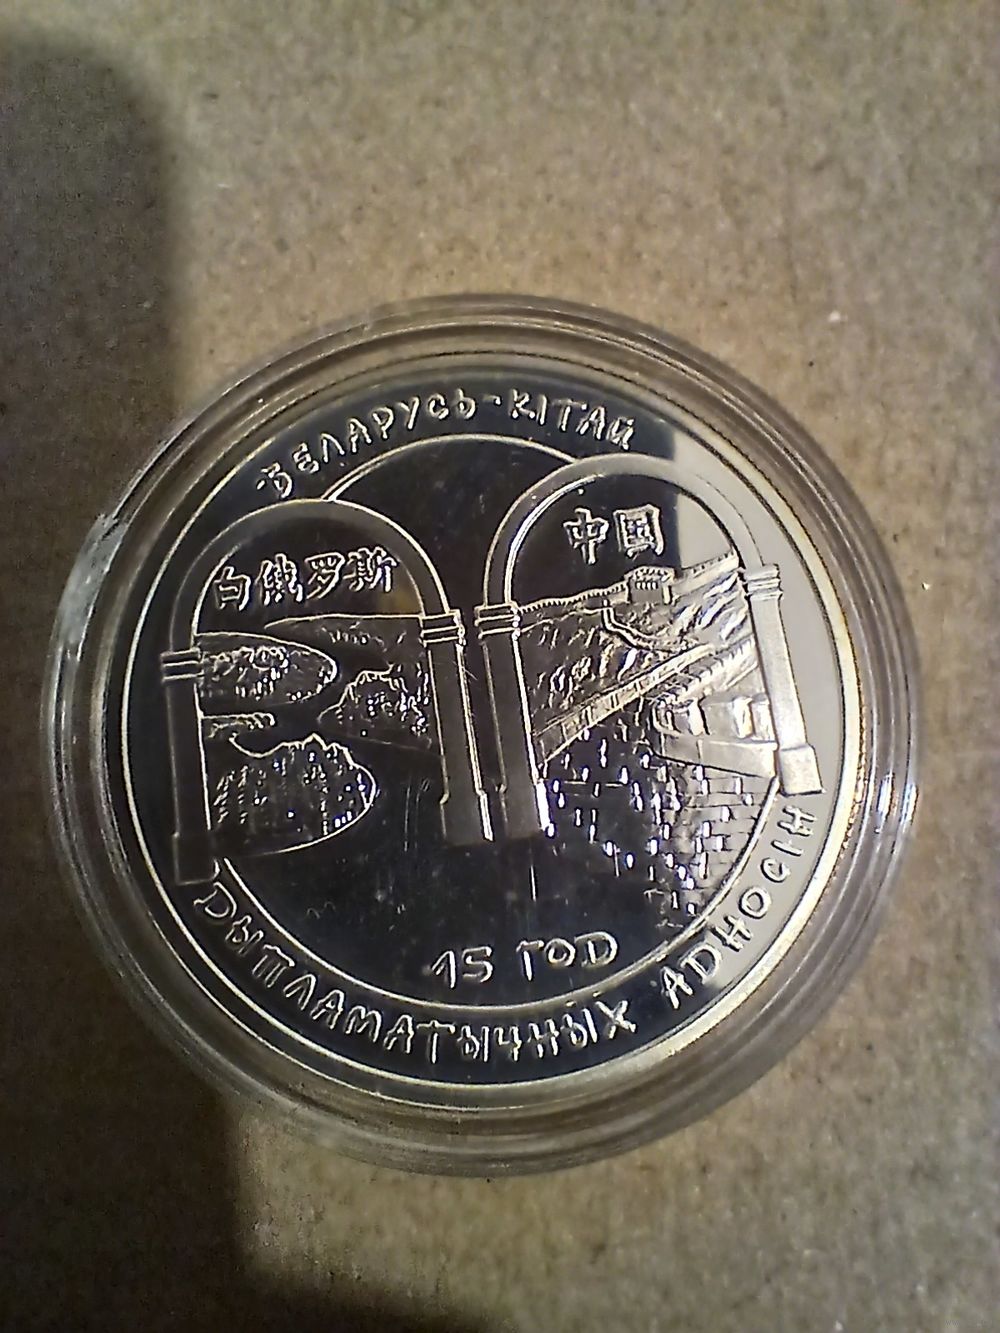 БЕЛАРУСЬ-КІТАЙ
白俄罗斯
中国
15 ГОД
ДЫПЛАМАТЫЧНЫХ АДНОСІН